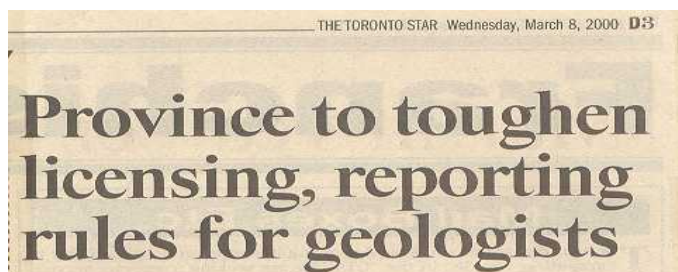 THE TORONTO STAR Wednesday, March 8, 2000 D3
Province to toughen
licensing, reporting
rules for geologists